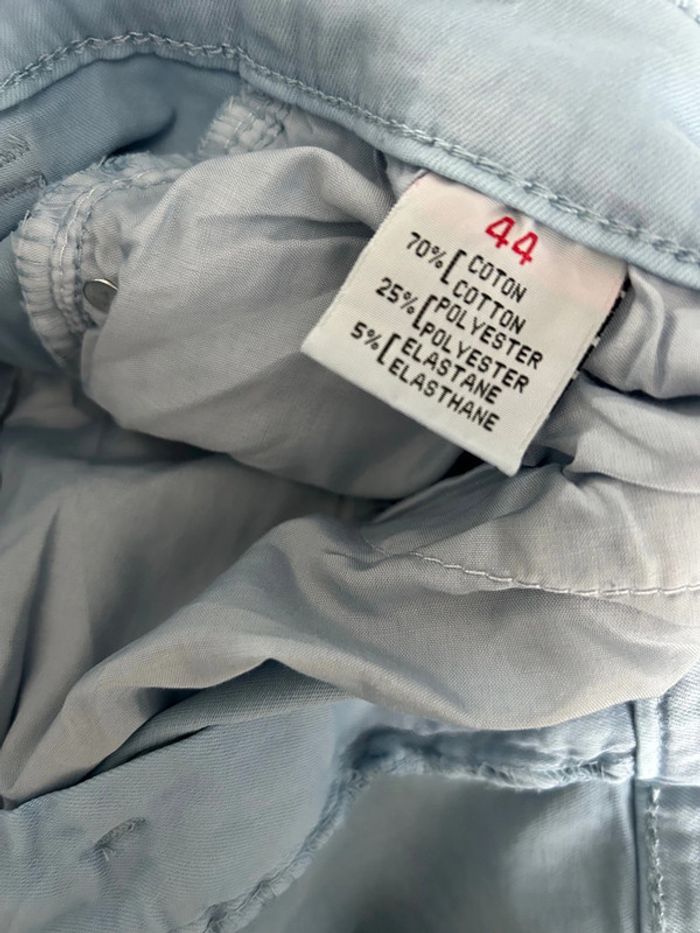 44
70%[COTON
COTTON
25%[POLYESTER
POLYESTER
5%[ELASTANE
ELASTHANE